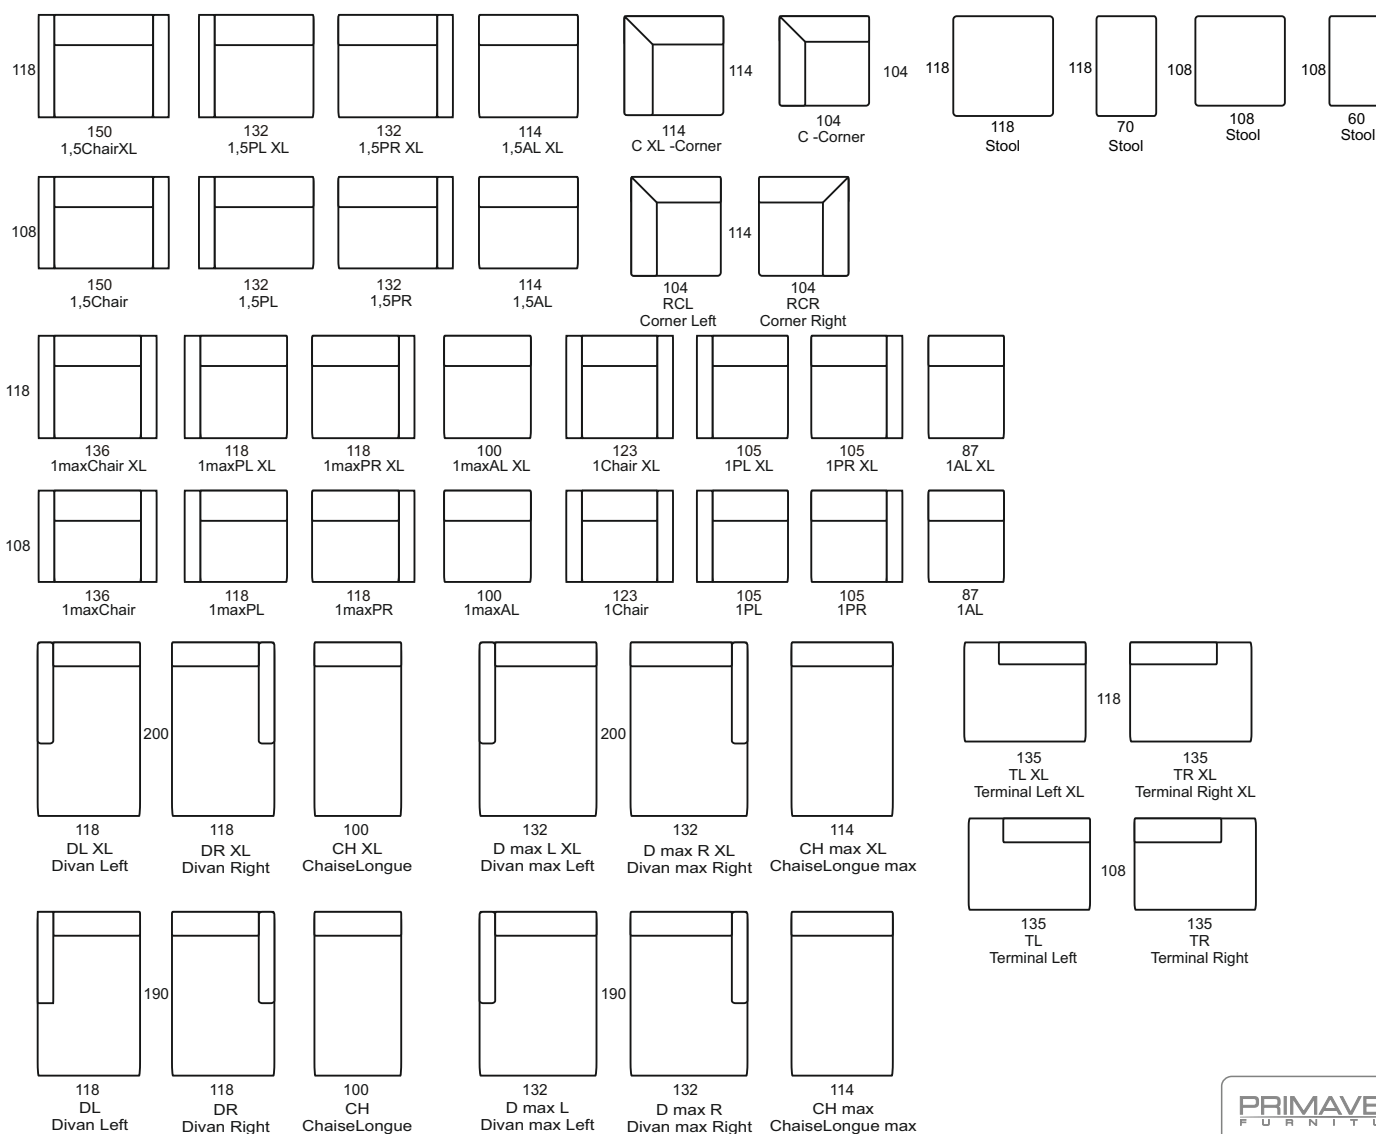 118
150
1,5ChairXL
132
1,5PL XL
132
1,5PR XL
114
1,5AL XL
114
114
C XL -Corner
104
104
C -Corner
118
118
Stool
118
70
Stool
108
108
Stool
108
60
Stool
108
150
1,5Chair
132
1,5PL
132
1,5PR
114
1,5AL
114
104
RCL
Corner Left
104
RCR
Corner Right
118
136
1maxChair XL
118
1maxPL XL
118
1maxPR XL
100
1maxAL XL
123
1Chair XL
105
1PL XL
105
1PR XL
87
1AL XL
108
136
1maxChair
118
1maxPL
118
1maxPR
100
1maxAL
123
1Chair
105
1PL
105
1PR
87
1AL
200
118
DL XL
Divan Left
118
DR XL
Divan Right
100
CH XL
ChaiseLongue
200
132
D max L XL
Divan max Left
132
D max R XL
Divan max Right
114
CH max XL
ChaiseLongue max
118
135
TL XL
Terminal Left XL
135
TR XL
Terminal Right XL
108
135
TL
Terminal Left
135
TR
Terminal Right
190
118
DL
Divan Left
118
DR
Divan Right
100
CH
ChaiseLongue
190
132
D max L
Divan max Left
132
D max R
Divan max Right
114
CH max
ChaiseLongue max
PRIMAVE
FURNITU